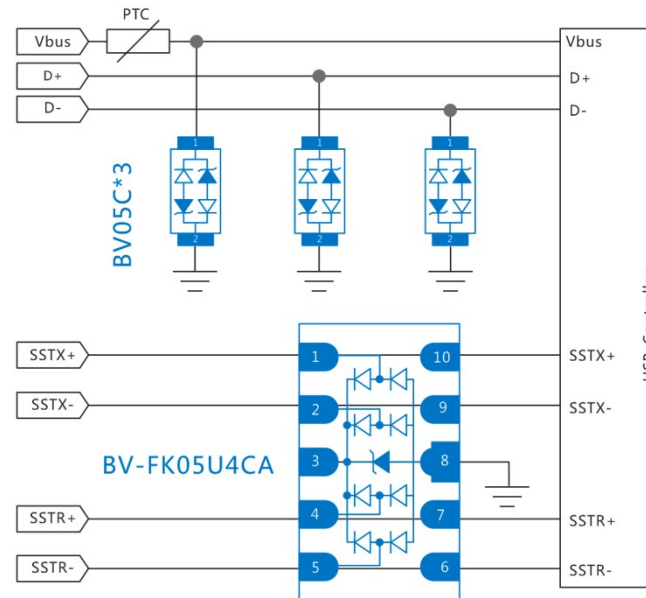 PTC
Vbus
Vbus
D+
D+
D-
D-
1
1
1
BV05C*3
2
2
2
SSTX+
1
10
SSTX+
SSTX-
2
9
SSTX-
BV-FK05U4CA
3
8
SSTR+
4
7
SSTR+
SSTR-
5
6
SSTR-